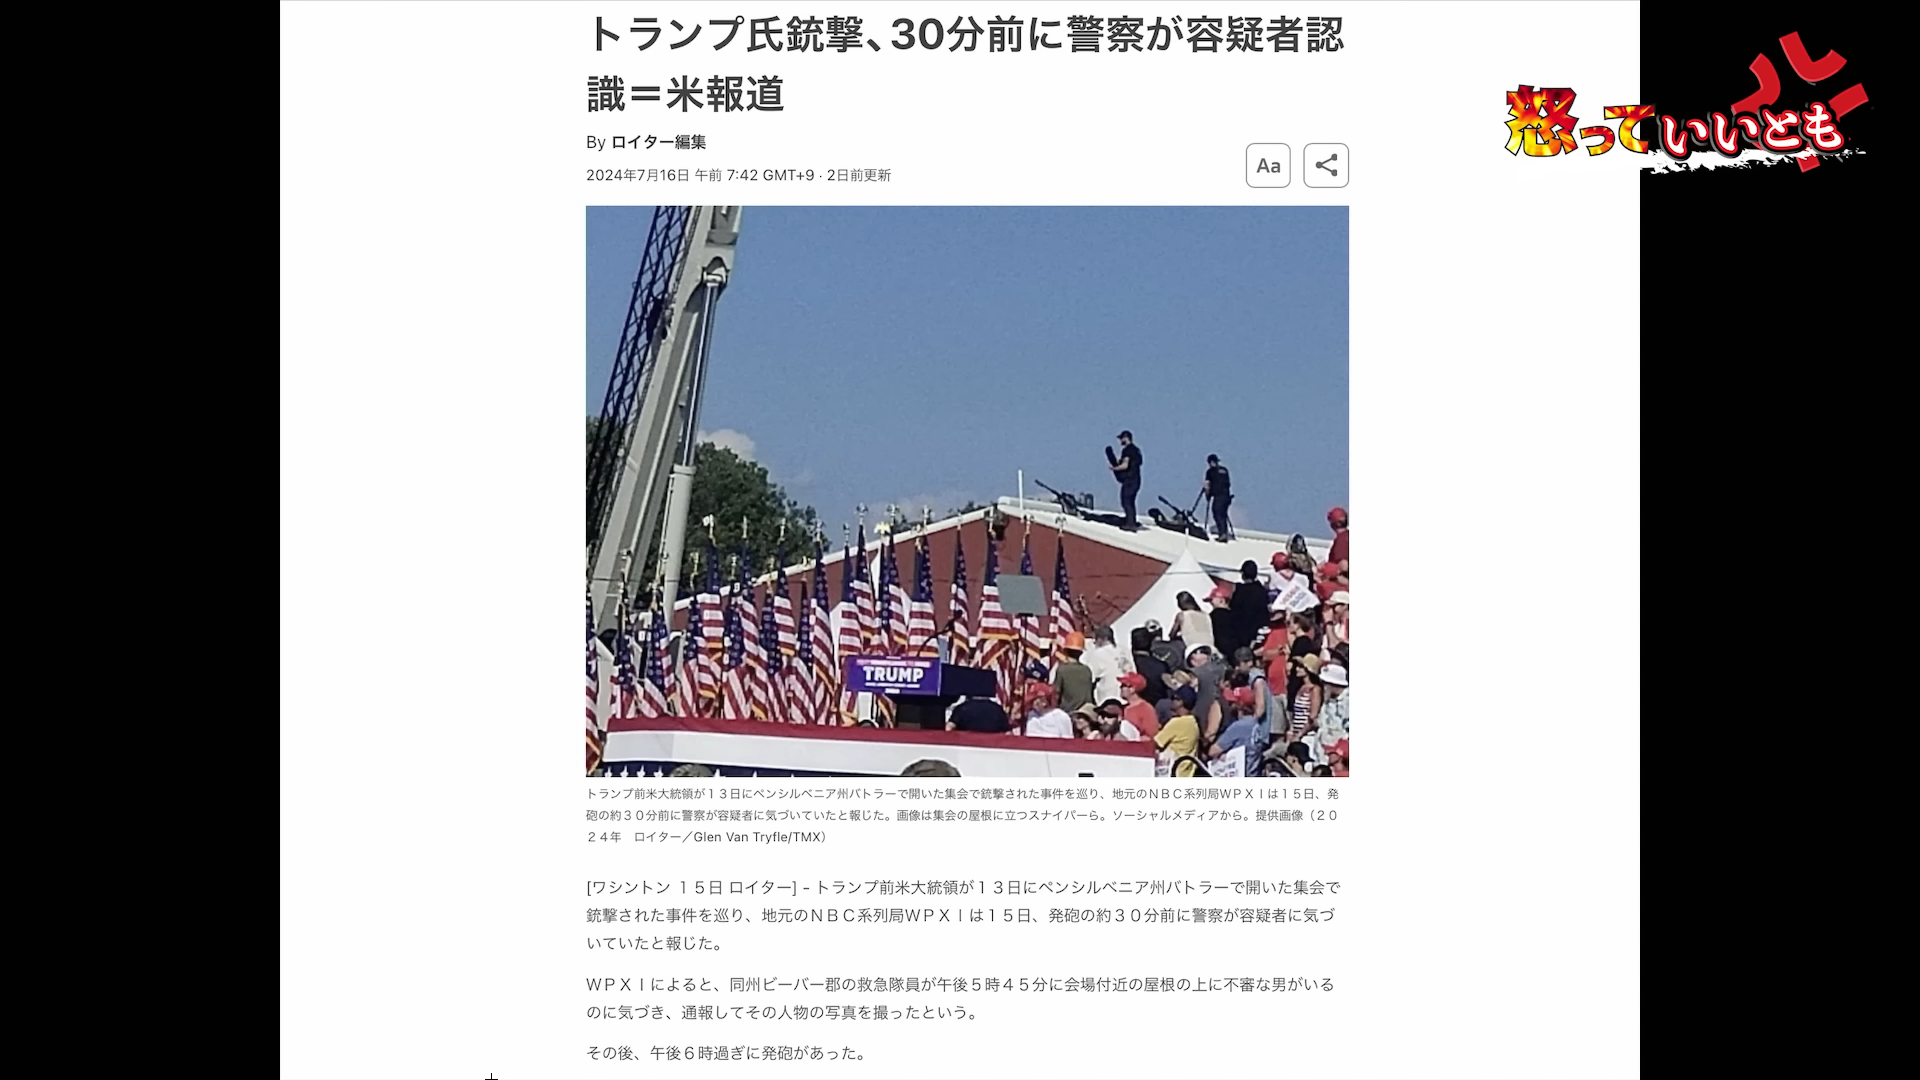 トランプ氏銃撃、30分前に警察が容疑者認
識＝米報道
怒っていいとも
By ロイター編集
2024年7月16日 午前 7:42 GMT+9 · 2日前更新
Aa
TRUMP
トランプ前米大統領が１３日にペンシルベニア州バトラーで開いた集会で銃撃された事件を巡り、地元のＮＢＣ系列局ＷＰＸＩは１５日、発
砲の約３０分前に警察が容疑者に気づいていたと報じた。画像は集会の屋根に立つスナイパーら。ソーシャルメディアから。提供画像（２０
２４年　ロイター／Glen Van Tryfle/TMX）
[ワシントン １５日 ロイター] - トランプ前米大統領が１３日にペンシルベニア州バトラーで開いた集会で
銃撃された事件を巡り、地元のＮＢＣ系列局ＷＰＸＩは１５日、発砲の約３０分前に警察が容疑者に気づ
いていたと報じた。
ＷＰＸＩによると、同州ビーバー郡の救急隊員が午後５時４５分に会場付近の屋根の上に不審な男がいる
のに気づき、通報してその人物の写真を撮ったという。
その後、午後６時過ぎに発砲があった。